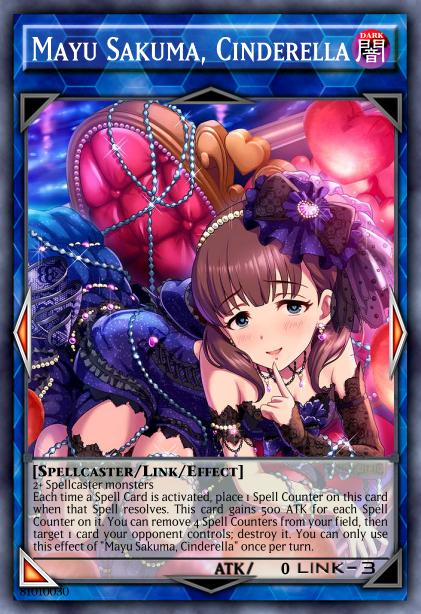 Mayu Sakuma, Cinderella
DARK
闇
[Spellcaster/Link/Effect]
2+ Spellcaster monsters
Each time a Spell Card is activated, place 1 Spell Counter on this card
when that Spell resolves. This card gains 500 ATK for each Spell
Counter on it. You can remove 4 Spell Counters from your field, then
target 1 card your opponent controls; destroy it. You can only use
this effect of "Mayu Sakuma, Cinderella" once per turn.
ATK/ 0 LINK-3
81010030